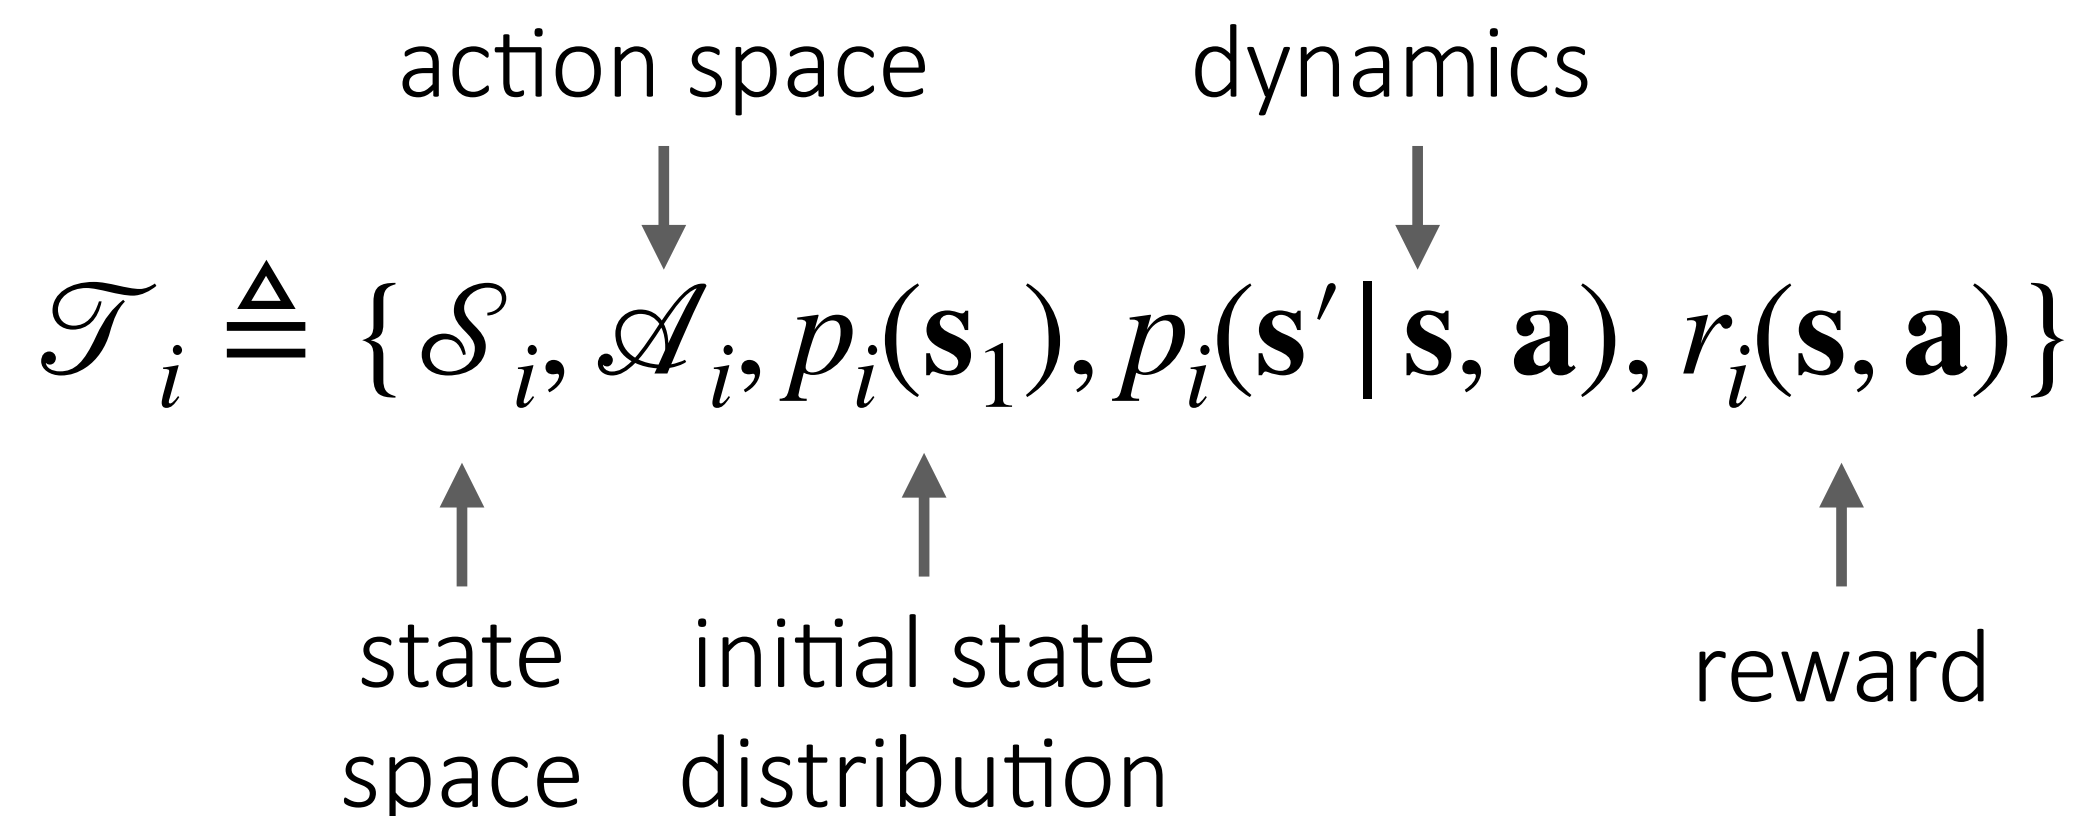 action space dynamics
𝒯ᵢ ≜ {𝒮ᵢ, 𝒜ᵢ, pᵢ(𝐬₁), pᵢ(𝐬′|𝐬, 𝐚), rᵢ(𝐬, 𝐚)}
state initial state reward
space distribution